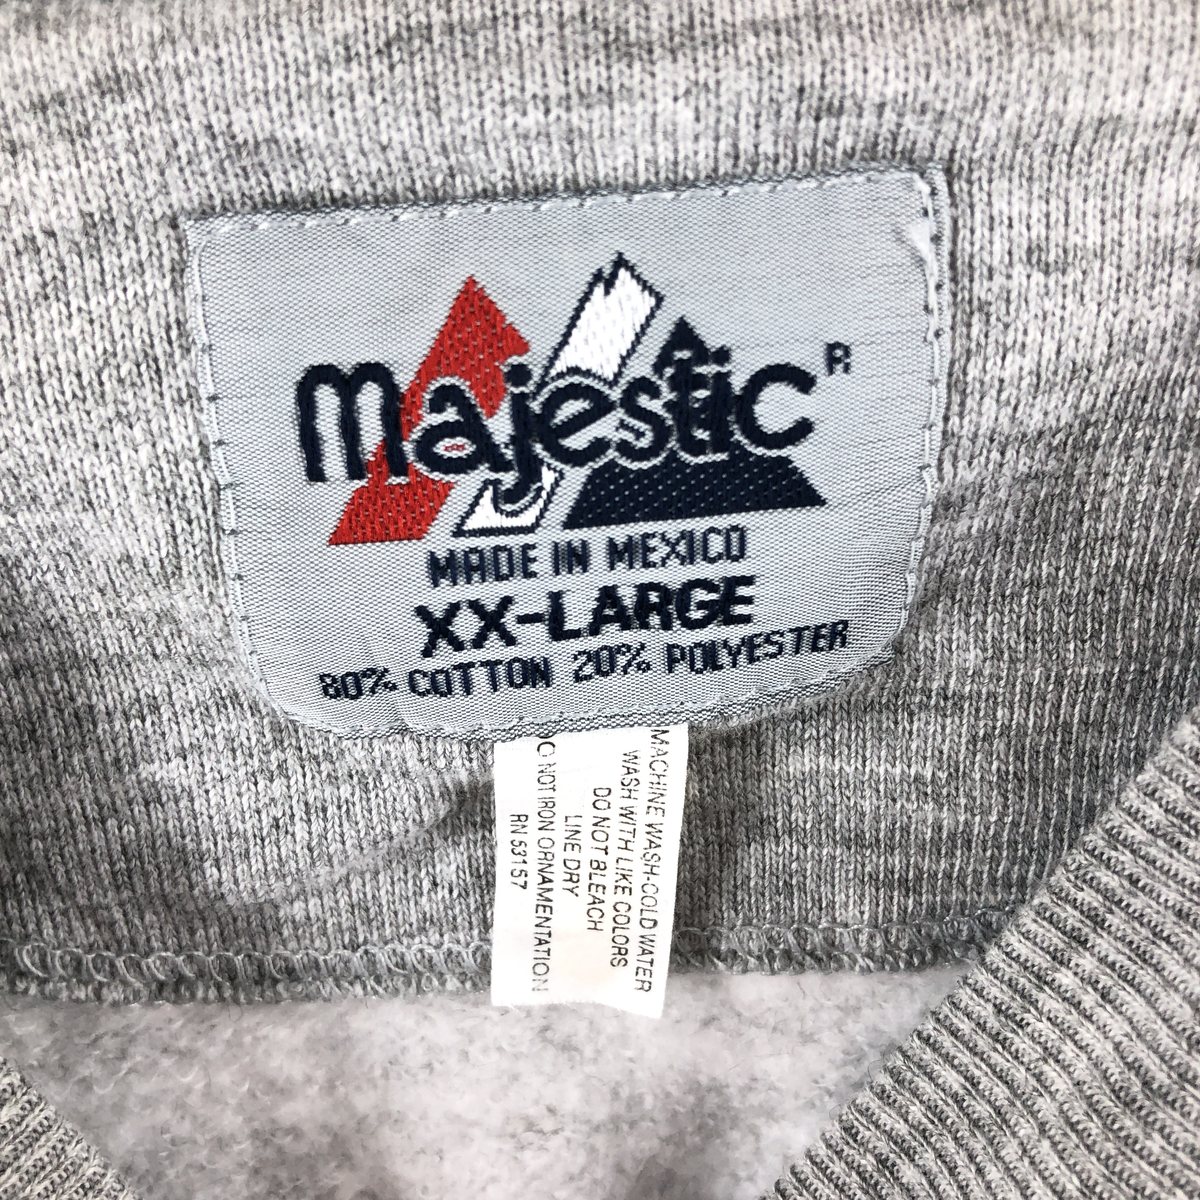 majestic R
MADE IN MEXICO
XX-LARGE
80% COTTON 20% POLYESTER
MACHINE WASH-COLD WATER
WASH WITH LIKE COLORS
DO NOT BLEACH
LINE DRY
DO NOT IRON ORNAMENTATION
RN 53157